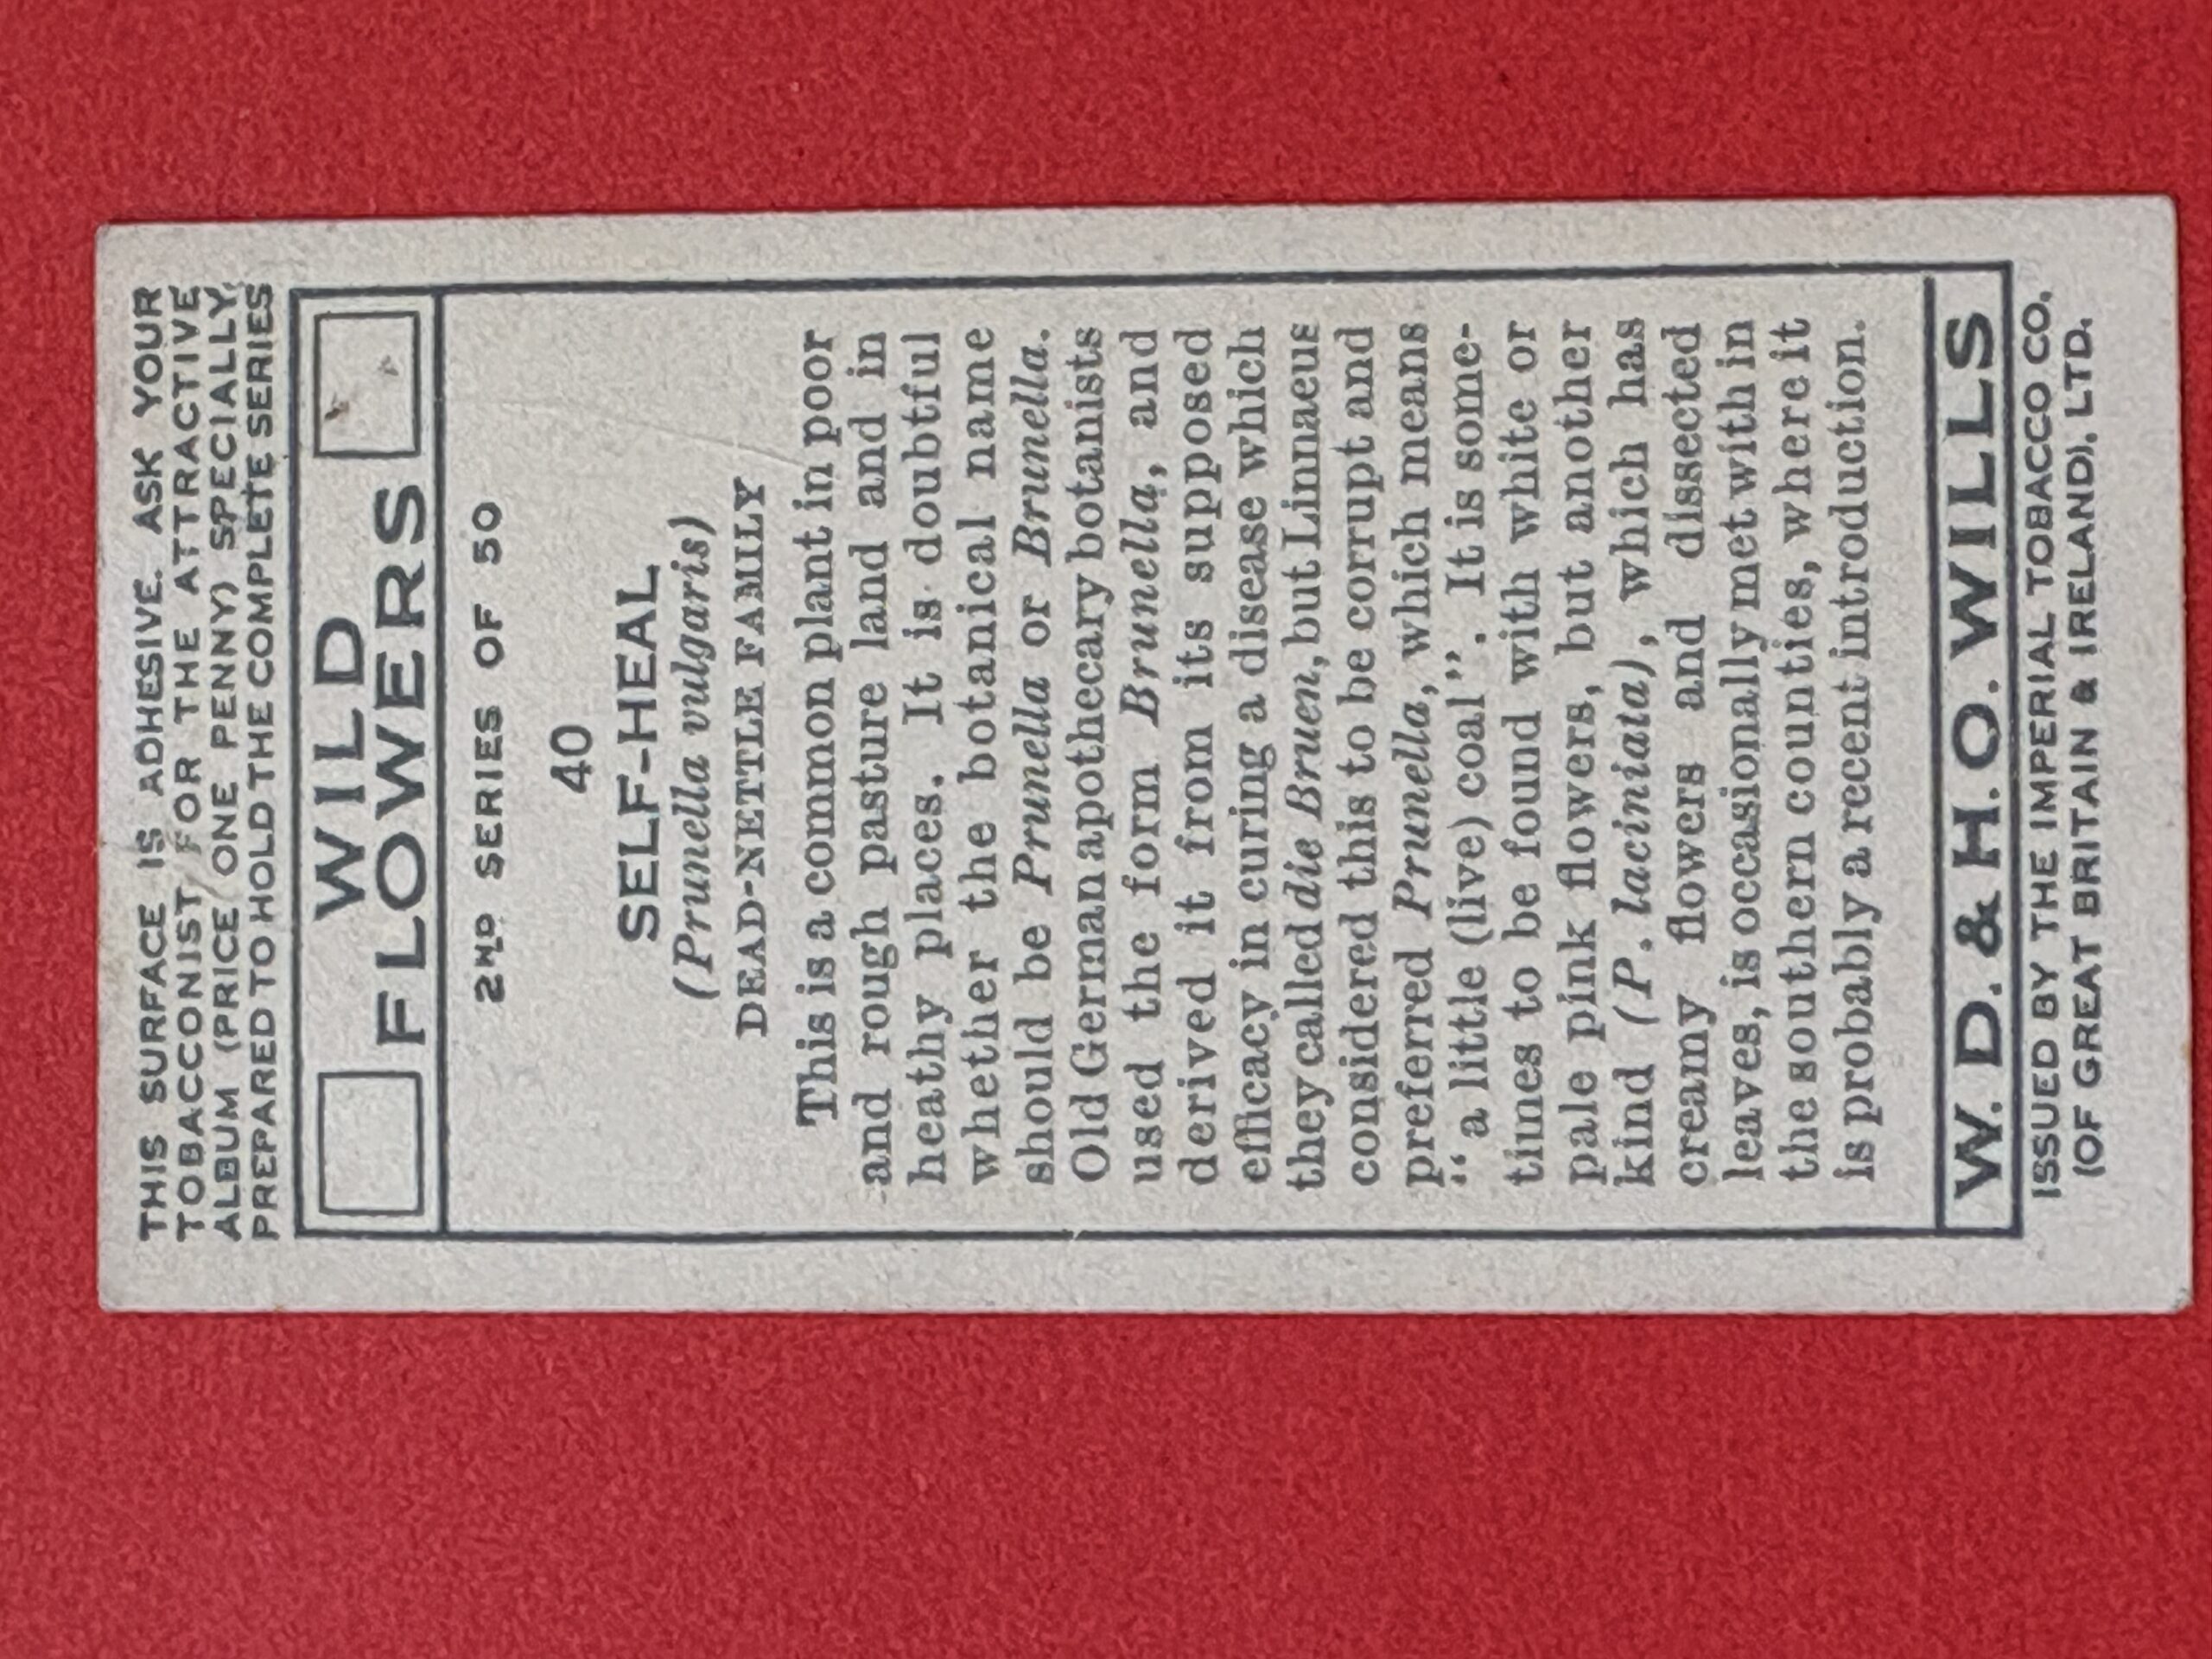 THIS SURFACE IS ADHESIVE. ASK YOUR
TOBACCONIST FOR THE ATTRACTIVE
ALBUM (PRICE ONE PENNY) SPECIALLY
PREPARED TO HOLD THE COMPLETE SERIES
WILD
FLOWERS
2ND SERIES OF 50
40
SELF-HEAL
(Prunella vulgaris)
DEAD-NETTLE FAMILY
This is a common plant in poor
and rough pasture land and in
heathy places. It is doubtful
whether the botanical name
should be Prunella or Brunella.
Old German apothecary botanists
used the form Brunella, and
derived it from its supposed
efficacy in curing a disease which
they called die Bruen, but Linnaeus
considered this to be corrupt and
preferred Prunella, which means
“a little (live) coal”. It is some-
times to be found with white or
pale pink flowers, but another
kind (P. laciniata), which has
creamy flowers and dissected
leaves, is occasionally met with in
the southern counties, where it
is probably a recent introduction.
W. D. & H. O. WILLS
ISSUED BY THE IMPERIAL TOBACCO CO.
(OF GREAT BRITAIN & IRELAND), LTD.